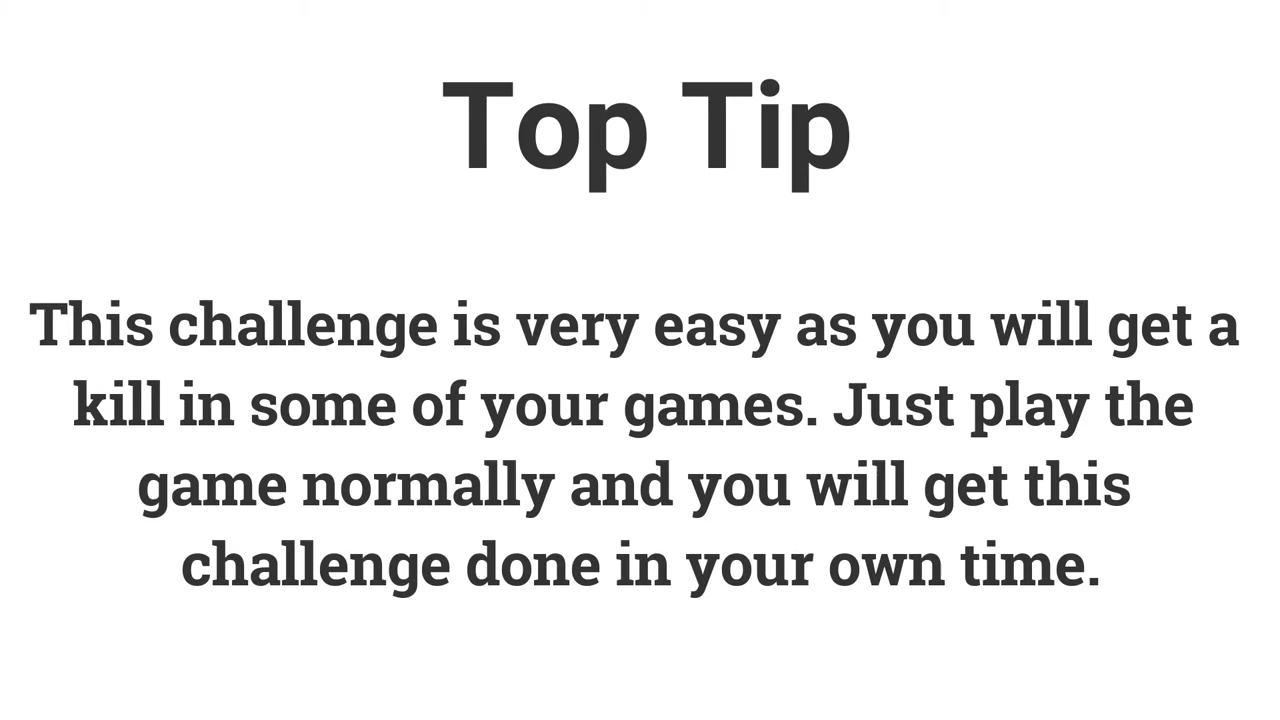 Top Tip
This challenge is very easy as you will get a
kill in some of your games. Just play the
game normally and you will get this
challenge done in your own time.